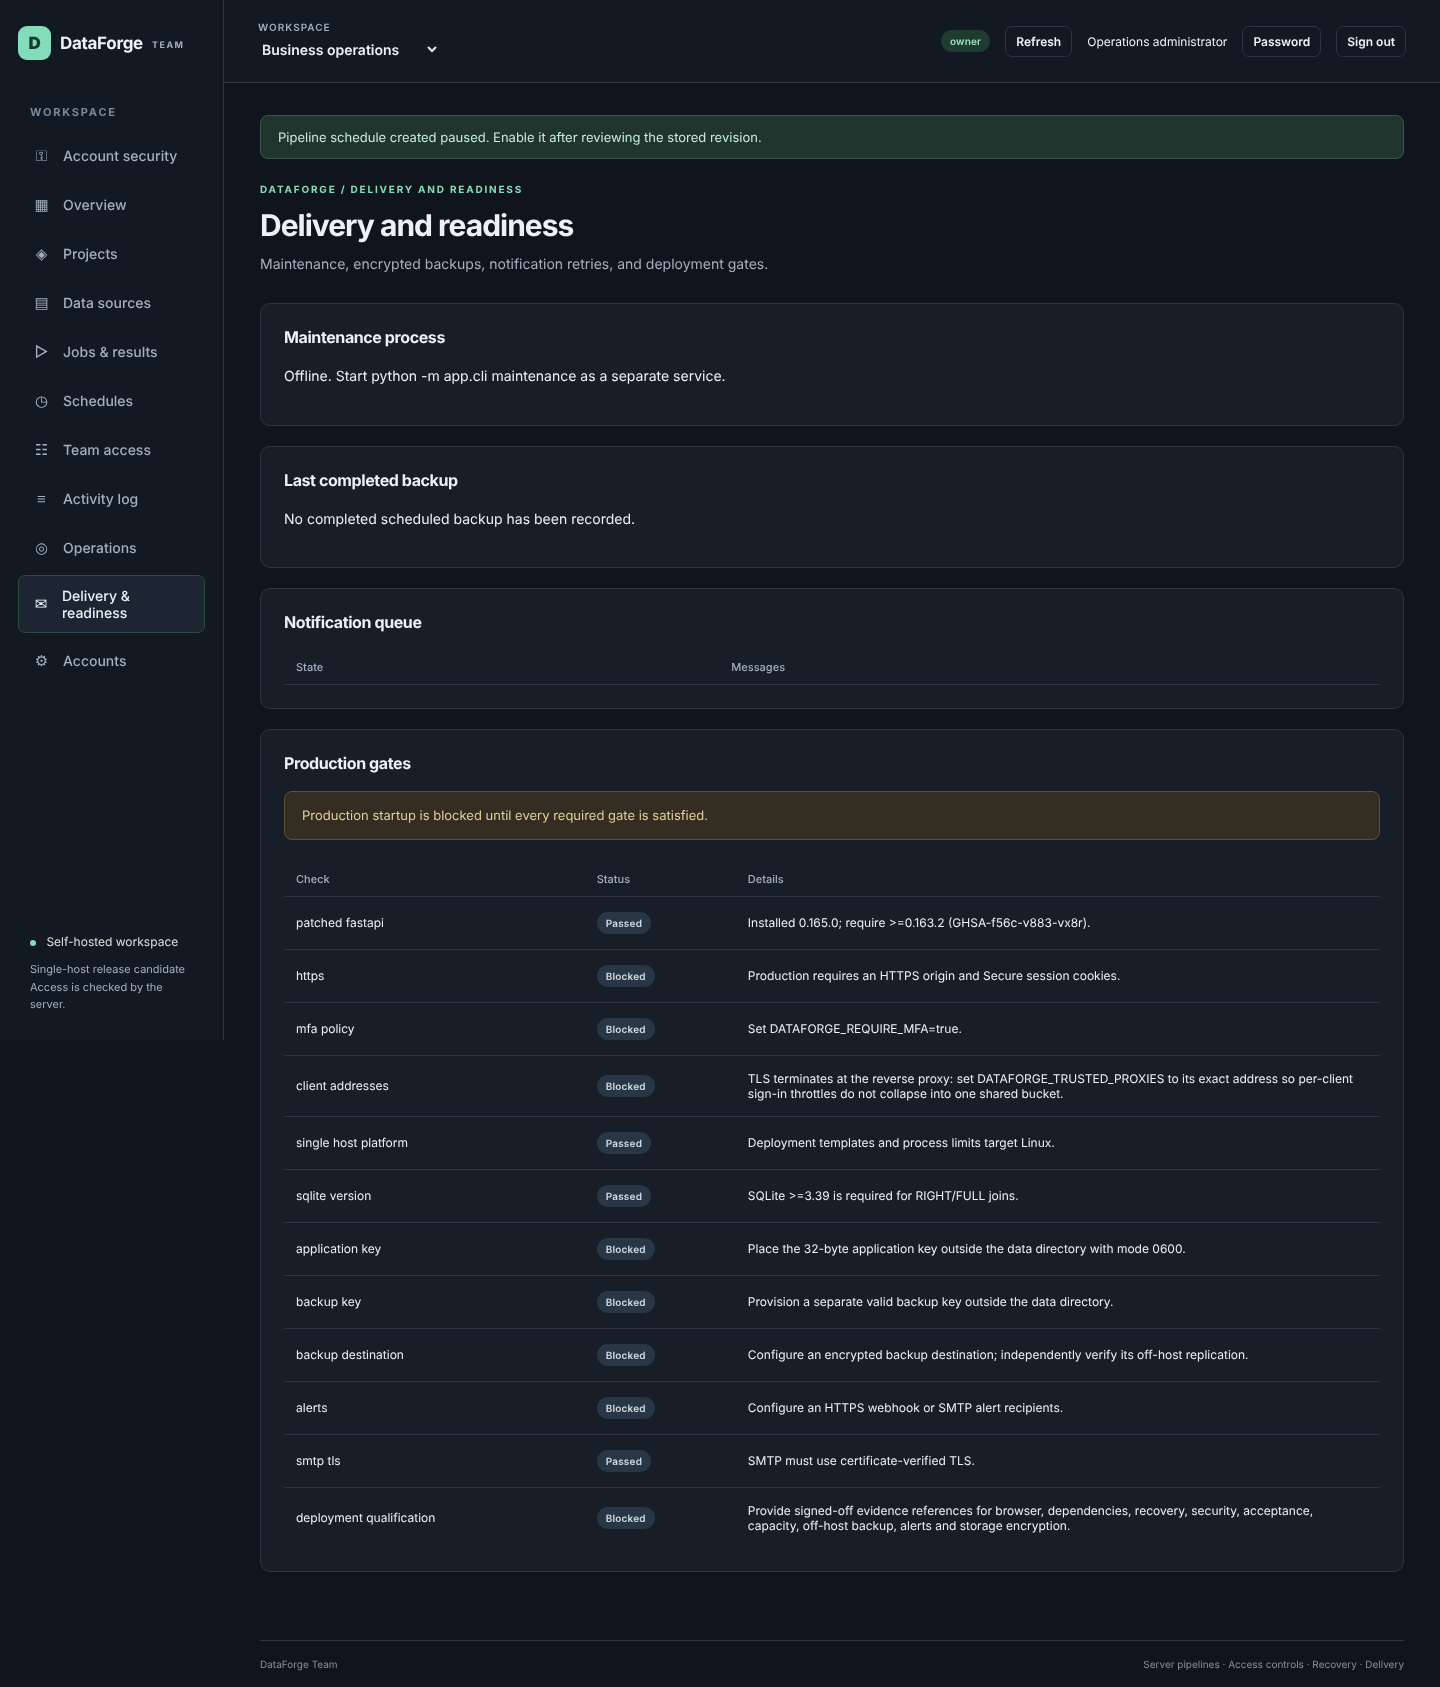 D DataForge TEAM
WORKSPACE
Account security
Overview
Projects
Data sources
Jobs & results
Schedules
Team access
Activity log
Operations
Delivery &
readiness
Accounts
Self-hosted workspace
Single-host release candidate
Access is checked by the
server.
WORKSPACE
Business operations
owner
Refresh
Operations administrator
Password
Sign out
Pipeline schedule created paused. Enable it after reviewing the stored revision.
DATAFORGE / DELIVERY AND READINESS
Delivery and readiness
Maintenance, encrypted backups, notification retries, and deployment gates.
Maintenance process
Offline. Start python -m app.cli maintenance as a separate service.
Last completed backup
No completed scheduled backup has been recorded.
Notification queue
State Messages
Production gates
Production startup is blocked until every required gate is satisfied.
Check Status Details
patched fastapi Passed Installed 0.165.0; require >=0.163.2 (GHSA-f56c-v883-vx8r).
https Blocked Production requires an HTTPS origin and Secure session cookies.
mfa policy Blocked Set DATAFORGE_REQUIRE_MFA=true.
client addresses Blocked TLS terminates at the reverse proxy: set DATAFORGE_TRUSTED_PROXIES to its exact address so per-client
sign-in throttles do not collapse into one shared bucket.
single host platform Passed Deployment templates and process limits target Linux.
sqlite version Passed SQLite >=3.39 is required for RIGHT/FULL joins.
application key Blocked Place the 32-byte application key outside the data directory with mode 0600.
backup key Blocked Provision a separate valid backup key outside the data directory.
backup destination Blocked Configure an encrypted backup destination; independently verify its off-host replication.
alerts Blocked Configure an HTTPS webhook or SMTP alert recipients.
smtp tls Passed SMTP must use certificate-verified TLS.
deployment qualification Blocked Provide signed-off evidence references for browser, dependencies, recovery, security, acceptance,
capacity, off-host backup, alerts and storage encryption.
DataForge Team
Server pipelines · Access controls · Recovery · Delivery